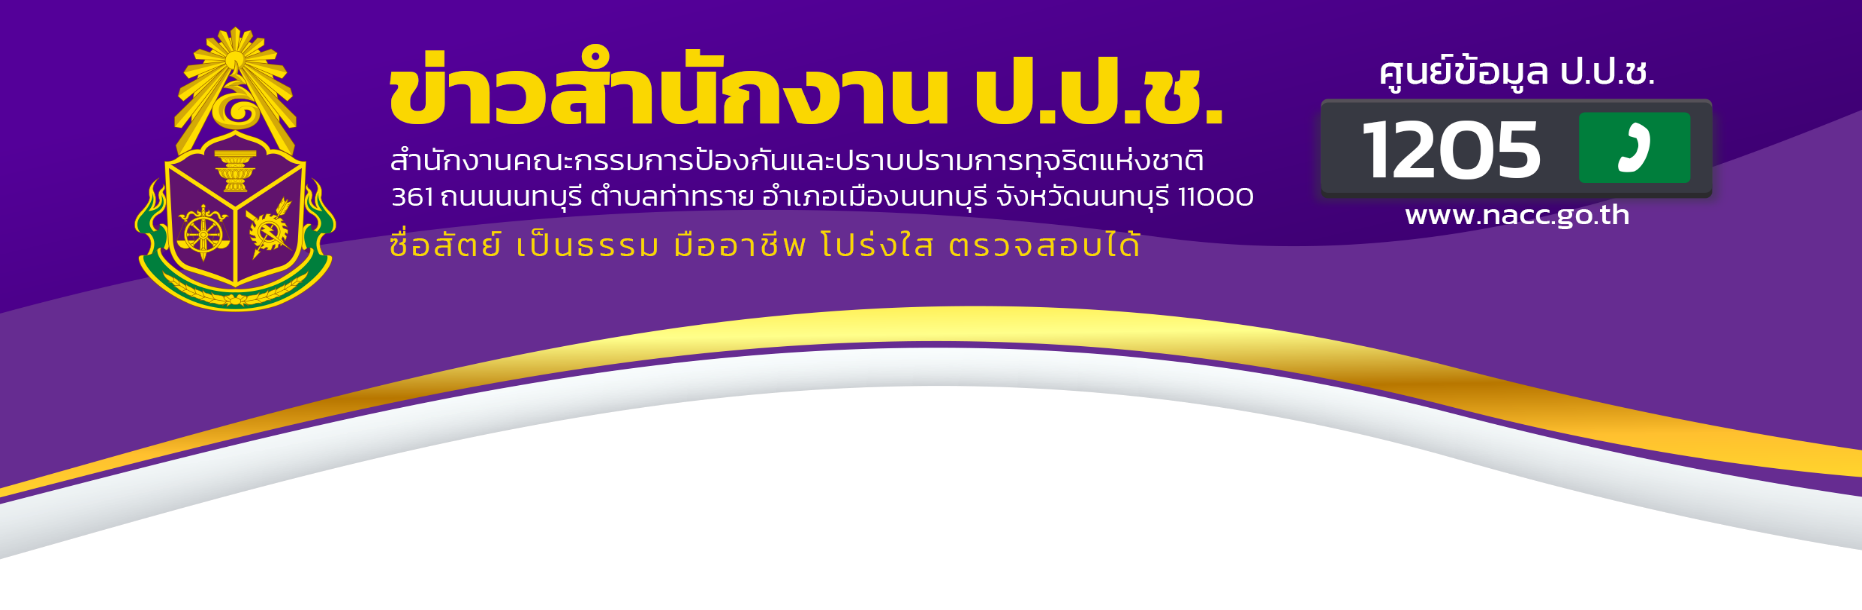 ข่าวสำนักงาน ป.ป.ช.
สำนักงานคณะกรรมการป้องกันและปราบปรามการทุจริตแห่งชาติ
361 ถนนนนทบุรี ตำบลท่าทราย อำเภอเมืองนนทบุรี จังหวัดนนทบุรี 11000
ซื่อสัตย์ เป็นธรรม มืออาชีพ โปร่งใส ตรวจสอบได้
ศูนย์ข้อมูล ป.ป.ช.
1205
www.nacc.go.th